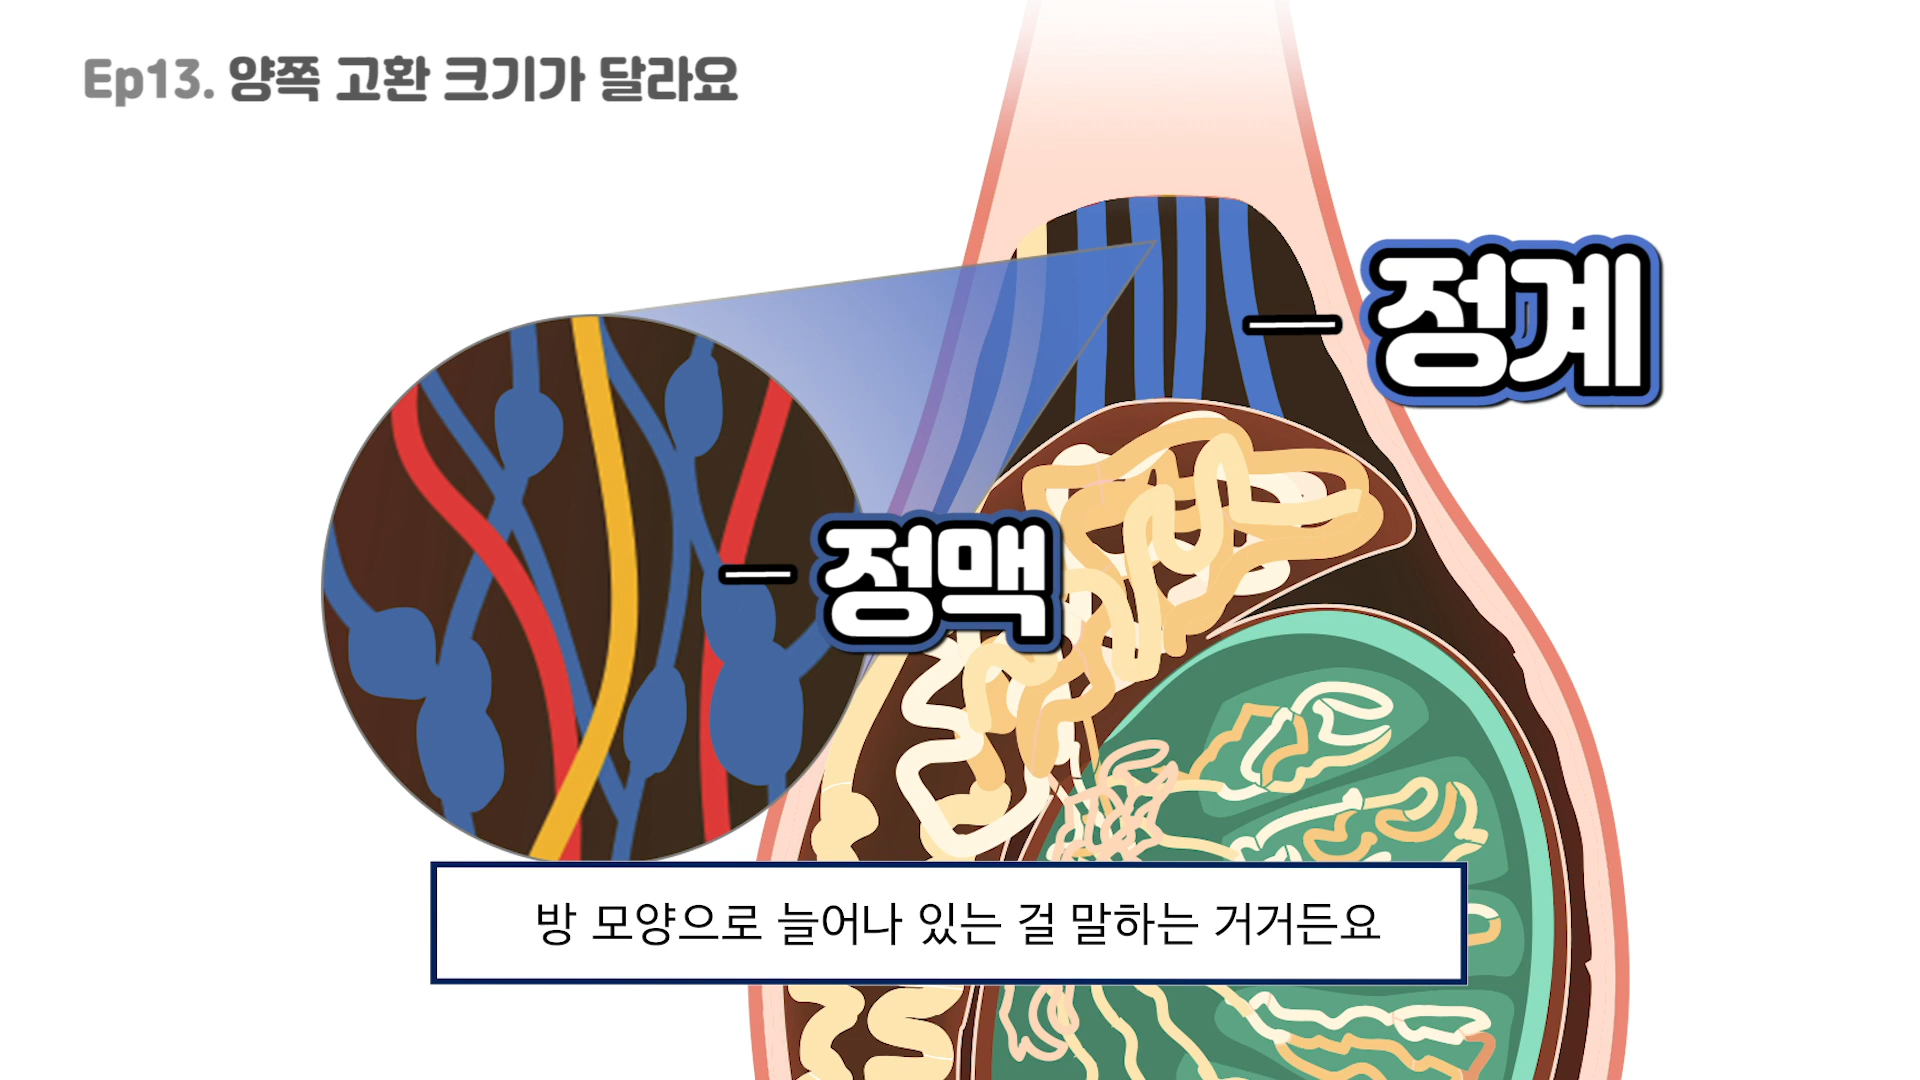 Ep13. 양쪽 고환 크기가 달라요
정계
정맥
방 모양으로 늘어나 있는 걸 말하는 거거든요